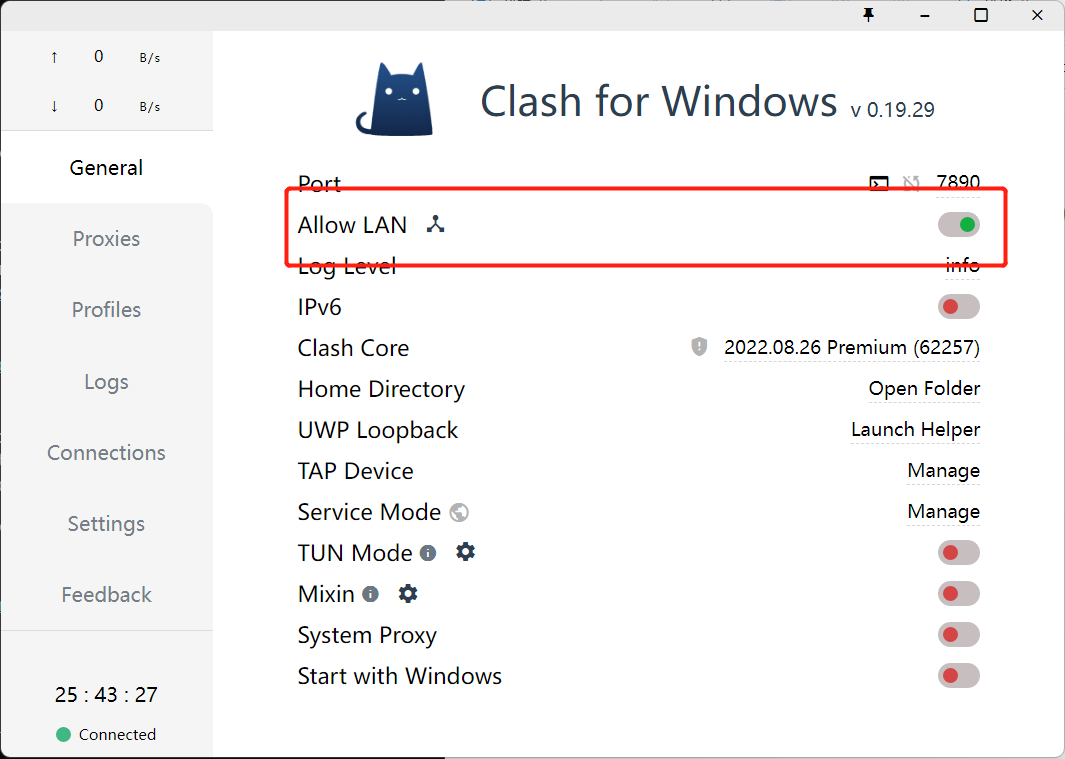 ↑ 0 B/s
↓ 0 B/s
General
Proxies
Profiles
Logs
Connections
Settings
Feedback
25 : 43 : 27
Connected
Clash for Windows v 0.19.29
Port 7890
Allow LAN
Log Level info
IPv6
Clash Core 2022.08.26 Premium (62257)
Home Directory Open Folder
UWP Loopback Launch Helper
TAP Device Manage
Service Mode Manage
TUN Mode
Mixin
System Proxy
Start with Windows